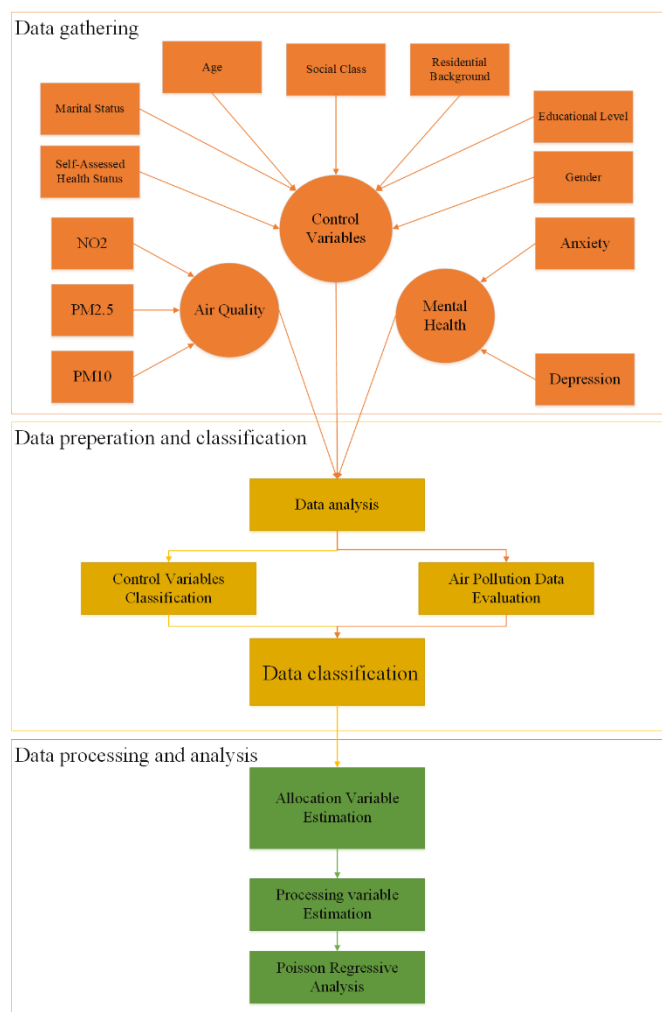 Data gathering
Age
Social Class
Residential
Background
Marital Status
Educational Level
Self-Assessed
Health Status
Gender
Control
Variables
NO2
Anxiety
PM2.5
Air Quality
Mental
Health
PM10
Depression
Data preperation and classification
Data analysis
Control Variables
Classification
Air Pollution Data
Evaluation
Data classification
Data processing and analysis
Allocation Variable
Estimation
Processing variable
Estimation
Poisson Regressive
Analysis